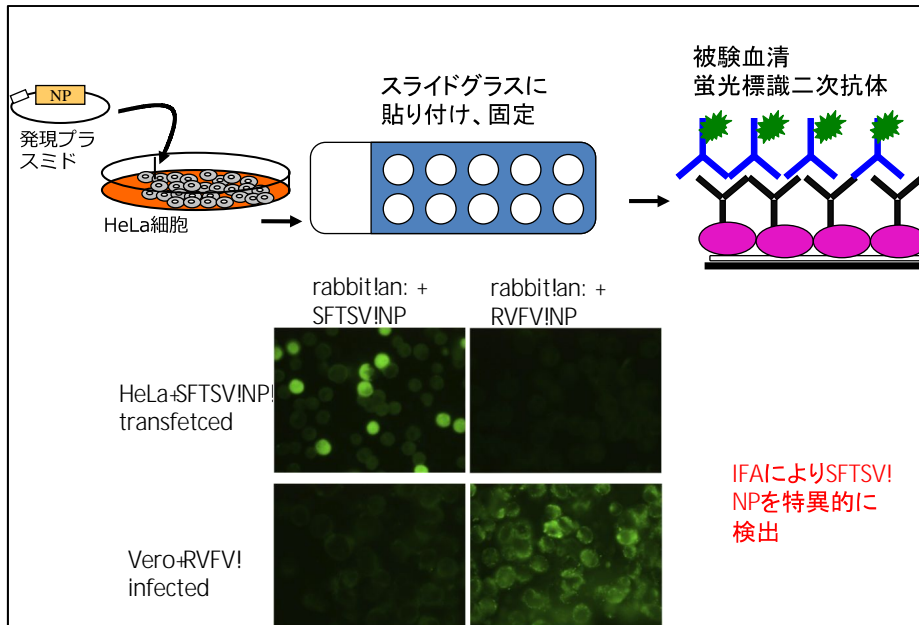 NP
発現プラ
スミド
HeLa細胞
スライドグラスに
貼り付け、固定
被験血清
蛍光標識二次抗体
rabbit!an: +
SFTSV!NP
rabbit!an: +
RVFV!NP
HeLa+SFTSV!NP!
transfetced
Vero+RVFV!
infected
IFAによりSFTSV!
NPを特異的に
検出